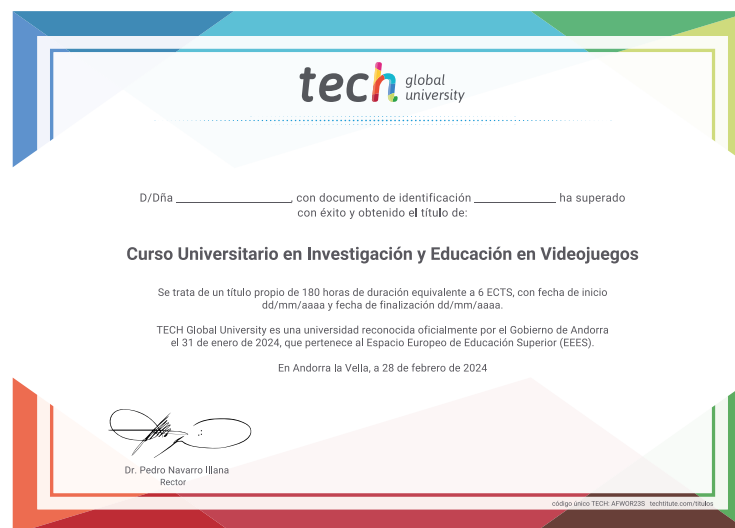 tech global university
D/Dña ____________, con documento de identificación ____________ ha superado
con éxito y obtenido el título de:
Curso Universitario en Investigación y Educación en Videojuegos
Se trata de un título propio de 180 horas de duración equivalente a 6 ECTS, con fecha de inicio
dd/mm/aaaa y fecha de finalización dd/mm/aaaa.
TECH Global University es una universidad reconocida oficialmente por el Gobierno de Andorra
el 31 de enero de 2024, que pertenece al Espacio Europeo de Educación Superior (EEES).
En Andorra la Vella, a 28 de febrero de 2024
Dr. Pedro Navarro Illana
Rector
código único TECH: AFWOR23S techtitute.com/titulos